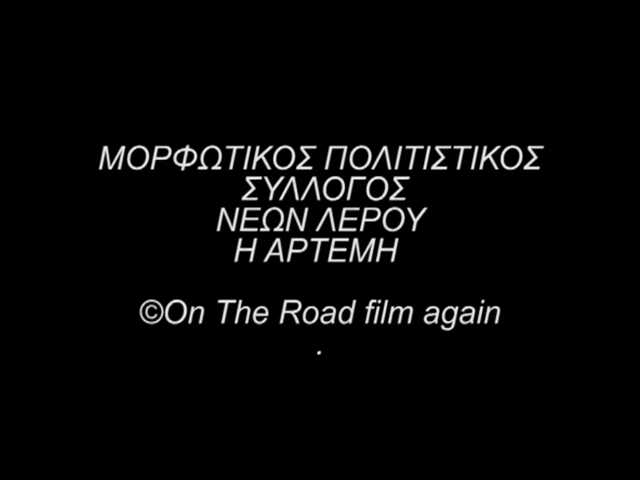 ΜΟΡΦΩΤΙΚΟΣ ΠΟΛΙΤΙΣΤΙΚΟΣ
ΣΥΛΛΟΓΟΣ
ΝΕΩΝ ΛΕΡΟΥ
Η ΑΡΤΕΜΗ
©On The Road film again
.